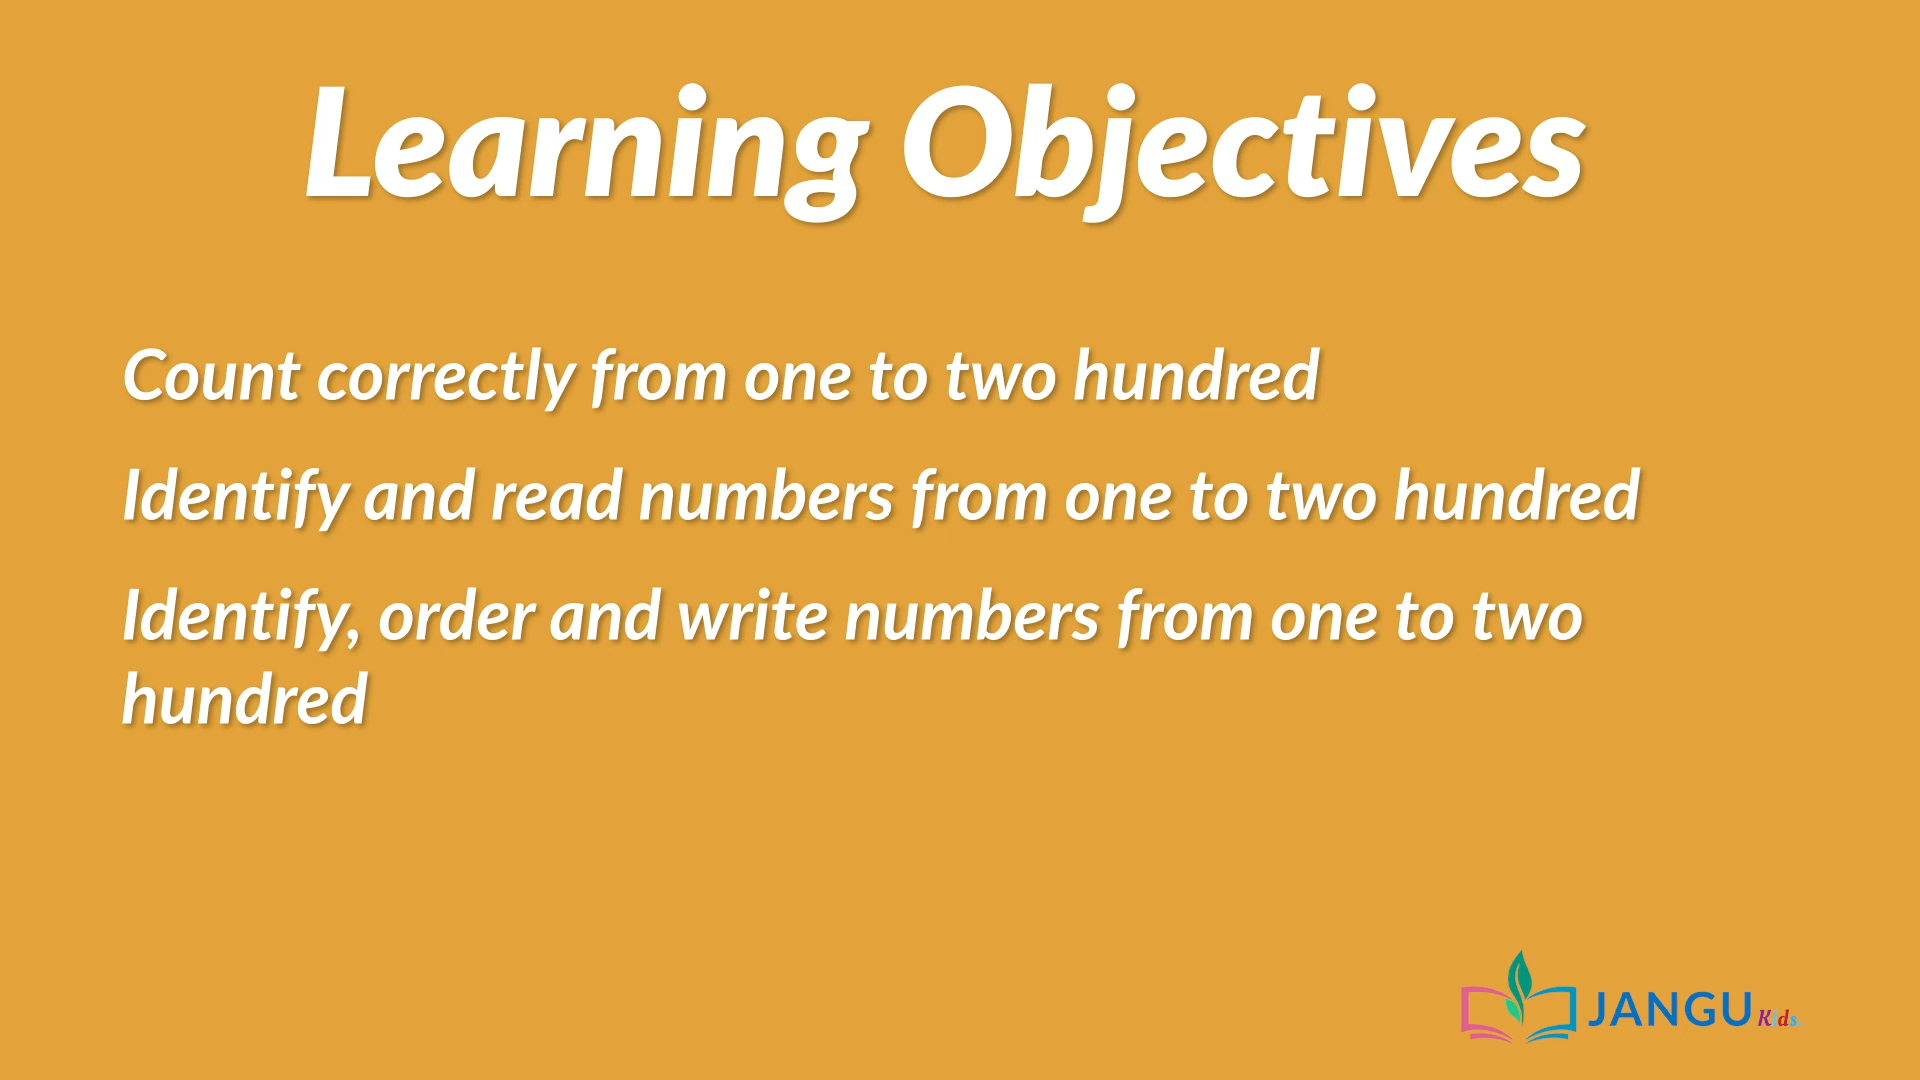 Learning Objectives
Count correctly from one to two hundred
Identify and read numbers from one to two hundred
Identify, order and write numbers from one to two
hundred
JANGU Kids